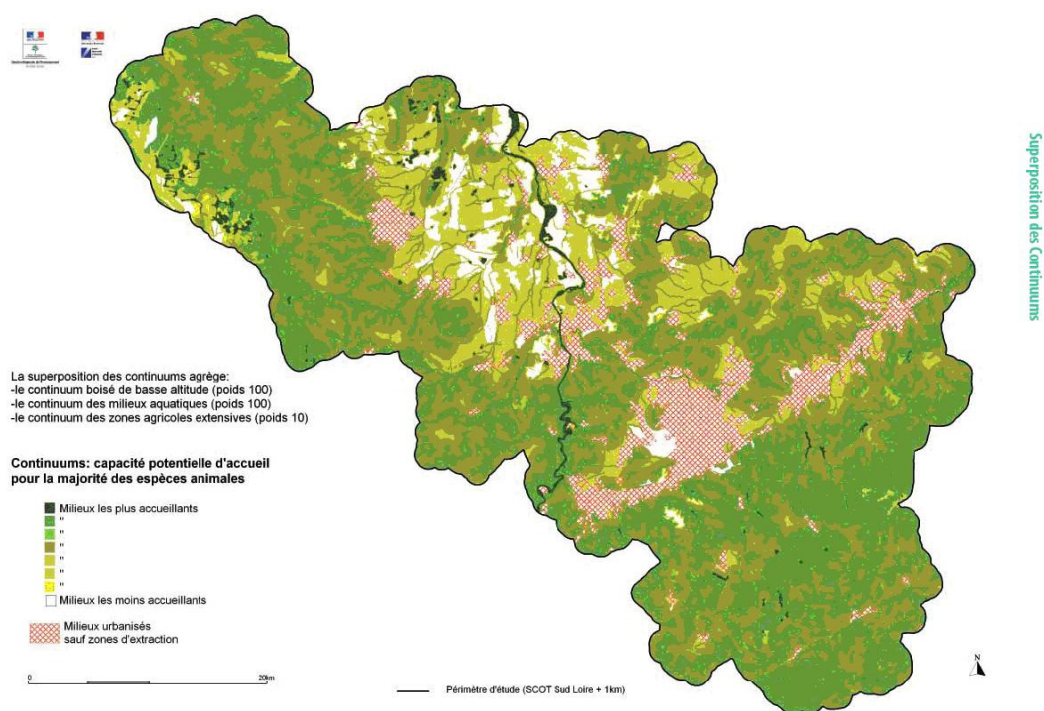 Superposition des Continuums
La superposition des continuums agrège:
-le continuum boisé de basse altitude (poids 100)
-le continuum des milieux aquatiques (poids 100)
-le continuum des zones agricoles extensives (poids 10)
Continuums: capacité potentielle d'accueil
pour la majorité des espèces animales
Milieux les plus accueillants
"
"
"
"
"
"
Milieux les moins accueillants
Milieux urbanisés
sauf zones d'extraction
0 20km
Périmètre d'étude (SCOT Sud Loire + 1km)
N